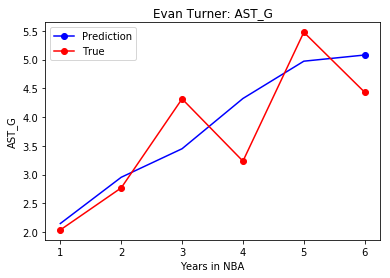 Evan Turner: AST_G
Prediction
True
AST_G
5.5
5.0
4.5
4.0
3.5
3.0
2.5
2.0
1 2 3 4 5 6
Years in NBA